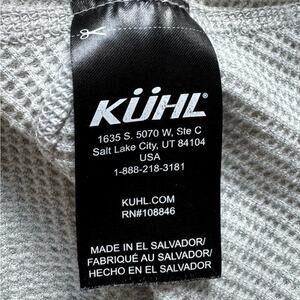 KÜHL®
1635 S. 5070 W, Ste C
Salt Lake City, UT 84104
USA
1-888-218-3181
KUHL.COM
RN#108846
MADE IN EL SALVADOR/
FABRIQUÉ AU SALVADOR/
HECHO EN EL SALVADOR